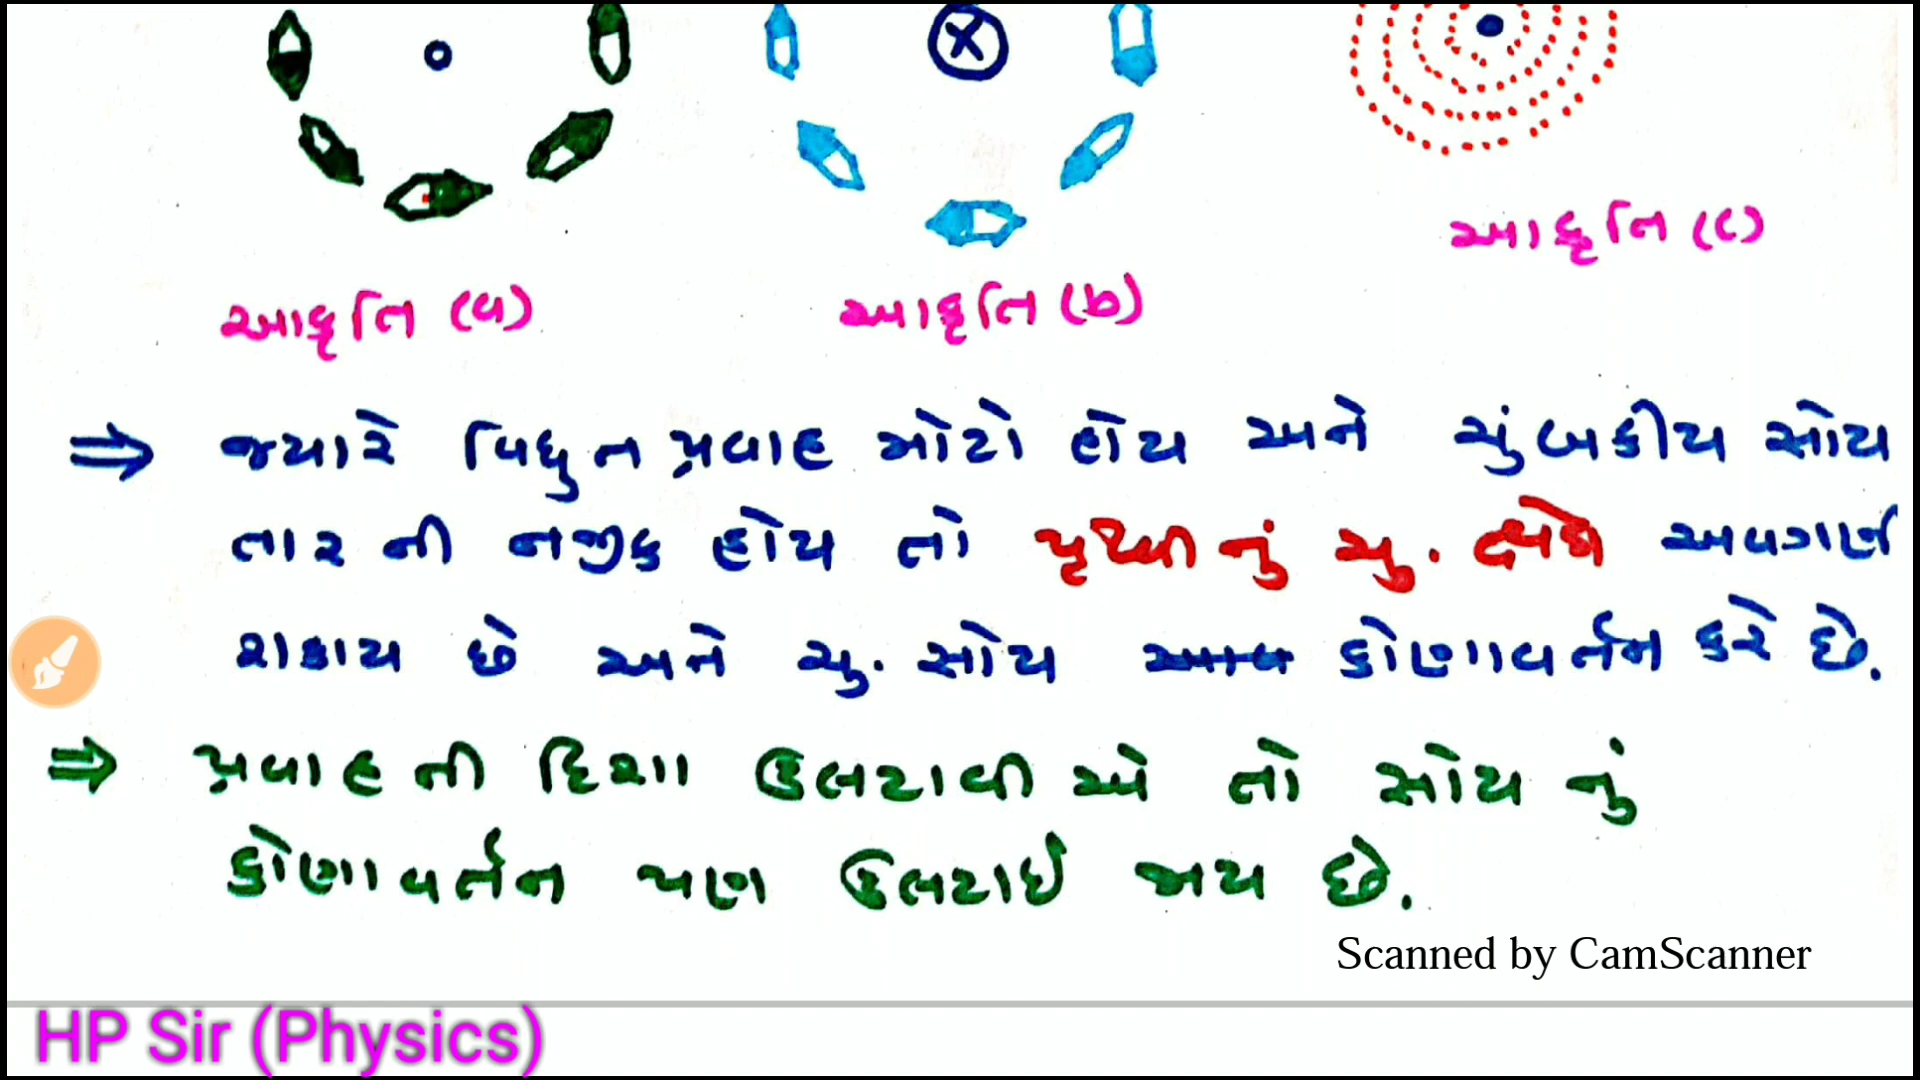 આકૃતિ (a)
આકૃતિ (b)
આકૃતિ (c)
⇒ જ્યારે વિદ્યુત પ્રવાહ મોટો હોય અને ચુંબકીય સોય
તાર ની નજીક હોય તો પૃથ્વી નું ચુ. ક્ષેત્ર અવગણી
શકાય છે અને ચુ. સોય કોણાવર્તન કરે છે.
⇒ પ્રવાહ ની દિશા ઉલટાવી એ તો સોય નું
કોણાવર્તન પણ ઉલટાઈ જાય છે.
Scanned by CamScanner
HP Sir (Physics)